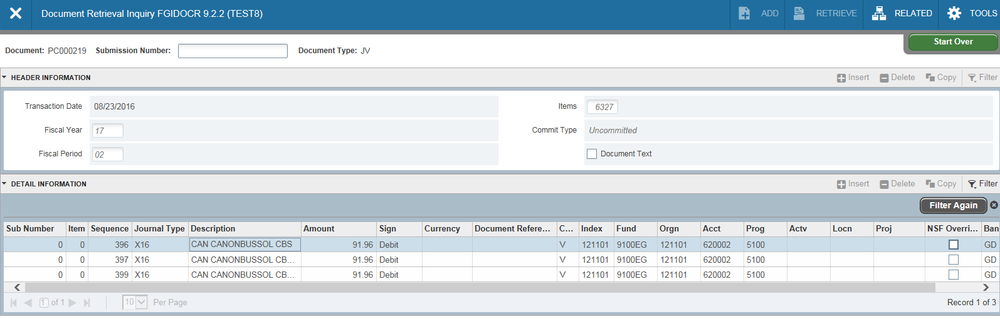 Document Retrieval Inquiry FGIDOCR 9.2.2 (TEST8) ADD RETRIEVE RELATED TOOLS
Start Over
Document: PC000219 Submission Number: Document Type: JV
HEADER INFORMATION Insert Delete Copy Filter
Transaction Date 08/23/2016 Items 6327
Fiscal Year 17 Commit Type Uncommitted
Fiscal Period 02 Document Text
DETAIL INFORMATION Insert Delete Copy Filter
Filter Again
Sub Number Item Sequence Journal Type Description Amount Sign Currency Document Refere... C... Index Fund Orgn Acct Prog Actv Locn Proj NSF Overri... Ban
0 0 396 X16 CAN CANONBUSSOL CBS 91.96 Debit V 121101 9100EG 121101 620002 5100 GD
0 0 397 X16 CAN CANONBUSSOL CB... 91.96 Debit V 121101 9100EG 121101 620002 5100 GD
0 0 399 X16 CAN CANONBUSSOL CB... 91.96 Debit V 121101 9100EG 121101 620002 5100 GD
1 of 1 10 Per Page Record 1 of 3